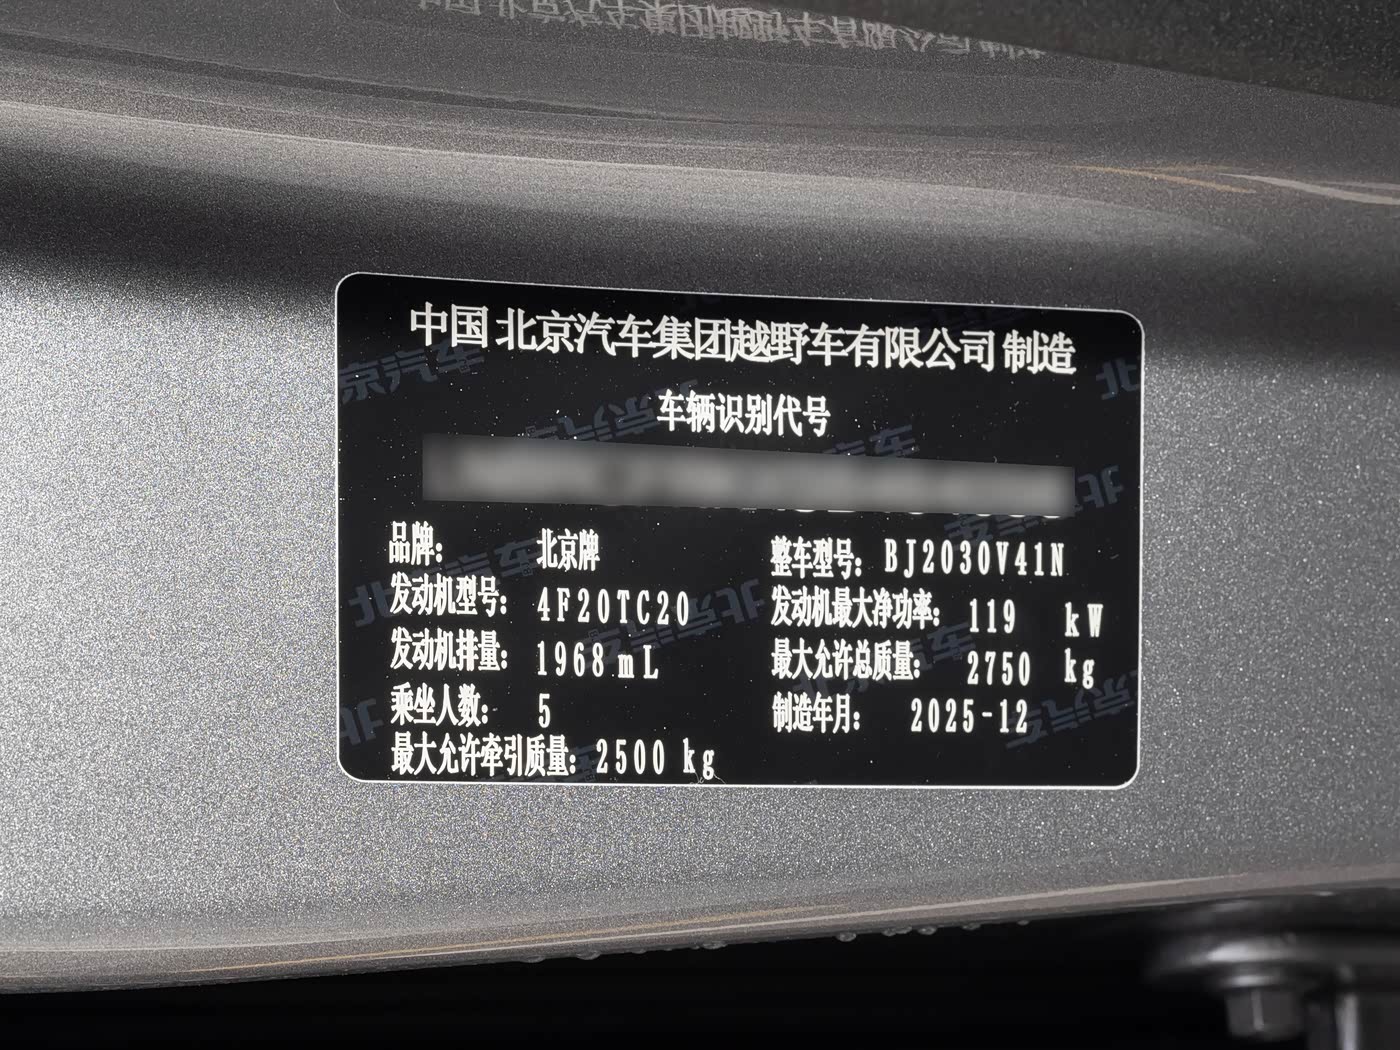 中国 北京汽车集团越野车有限公司 制造
车辆识别代号
品牌: 北京牌 整车型号: BJ2030V41N
发动机型号: 4F20TC20 发动机最大净功率: 119 kW
发动机排量: 1968 mL 最大允许总质量: 2750 kg
乘坐人数: 5 制造年月: 2025-12
最大允许牵引质量: 2500 kg